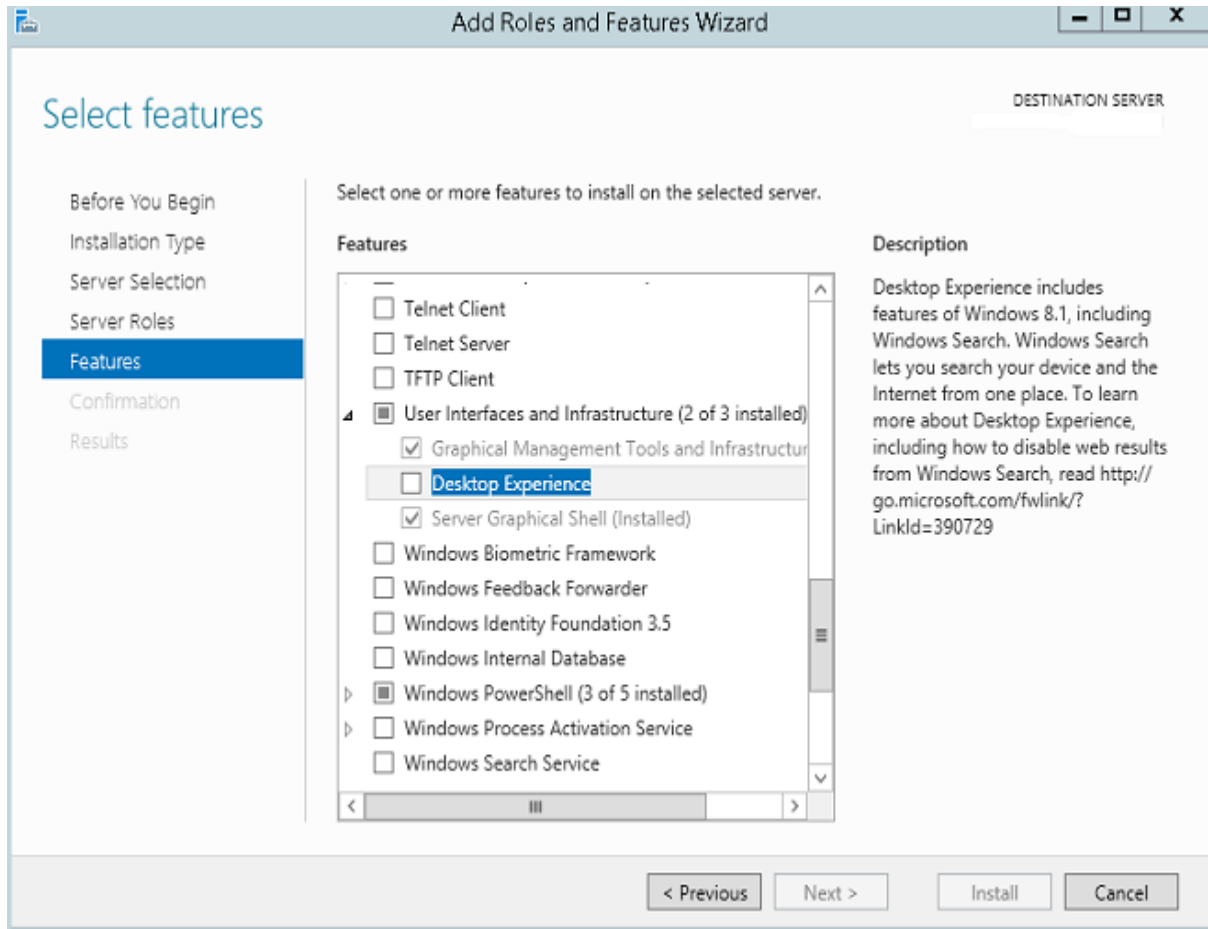 Add Roles and Features Wizard
Select features
DESTINATION SERVER
Before You Begin
Installation Type
Server Selection
Server Roles
Features
Confirmation
Results
Select one or more features to install on the selected server.
Features
Telnet Client
Telnet Server
TFTP Client
User Interfaces and Infrastructure (2 of 3 installed)
Graphical Management Tools and Infrastructur
Desktop Experience
Server Graphical Shell (Installed)
Windows Biometric Framework
Windows Feedback Forwarder
Windows Identity Foundation 3.5
Windows Internal Database
Windows PowerShell (3 of 5 installed)
Windows Process Activation Service
Windows Search Service
Description
Desktop Experience includes
features of Windows 8.1, including
Windows Search. Windows Search
lets you search your device and the
Internet from one place. To learn
more about Desktop Experience,
including how to disable web results
from Windows Search, read http://
go.microsoft.com/fwlink/?
LinkId=390729
< Previous
Next >
Install
Cancel